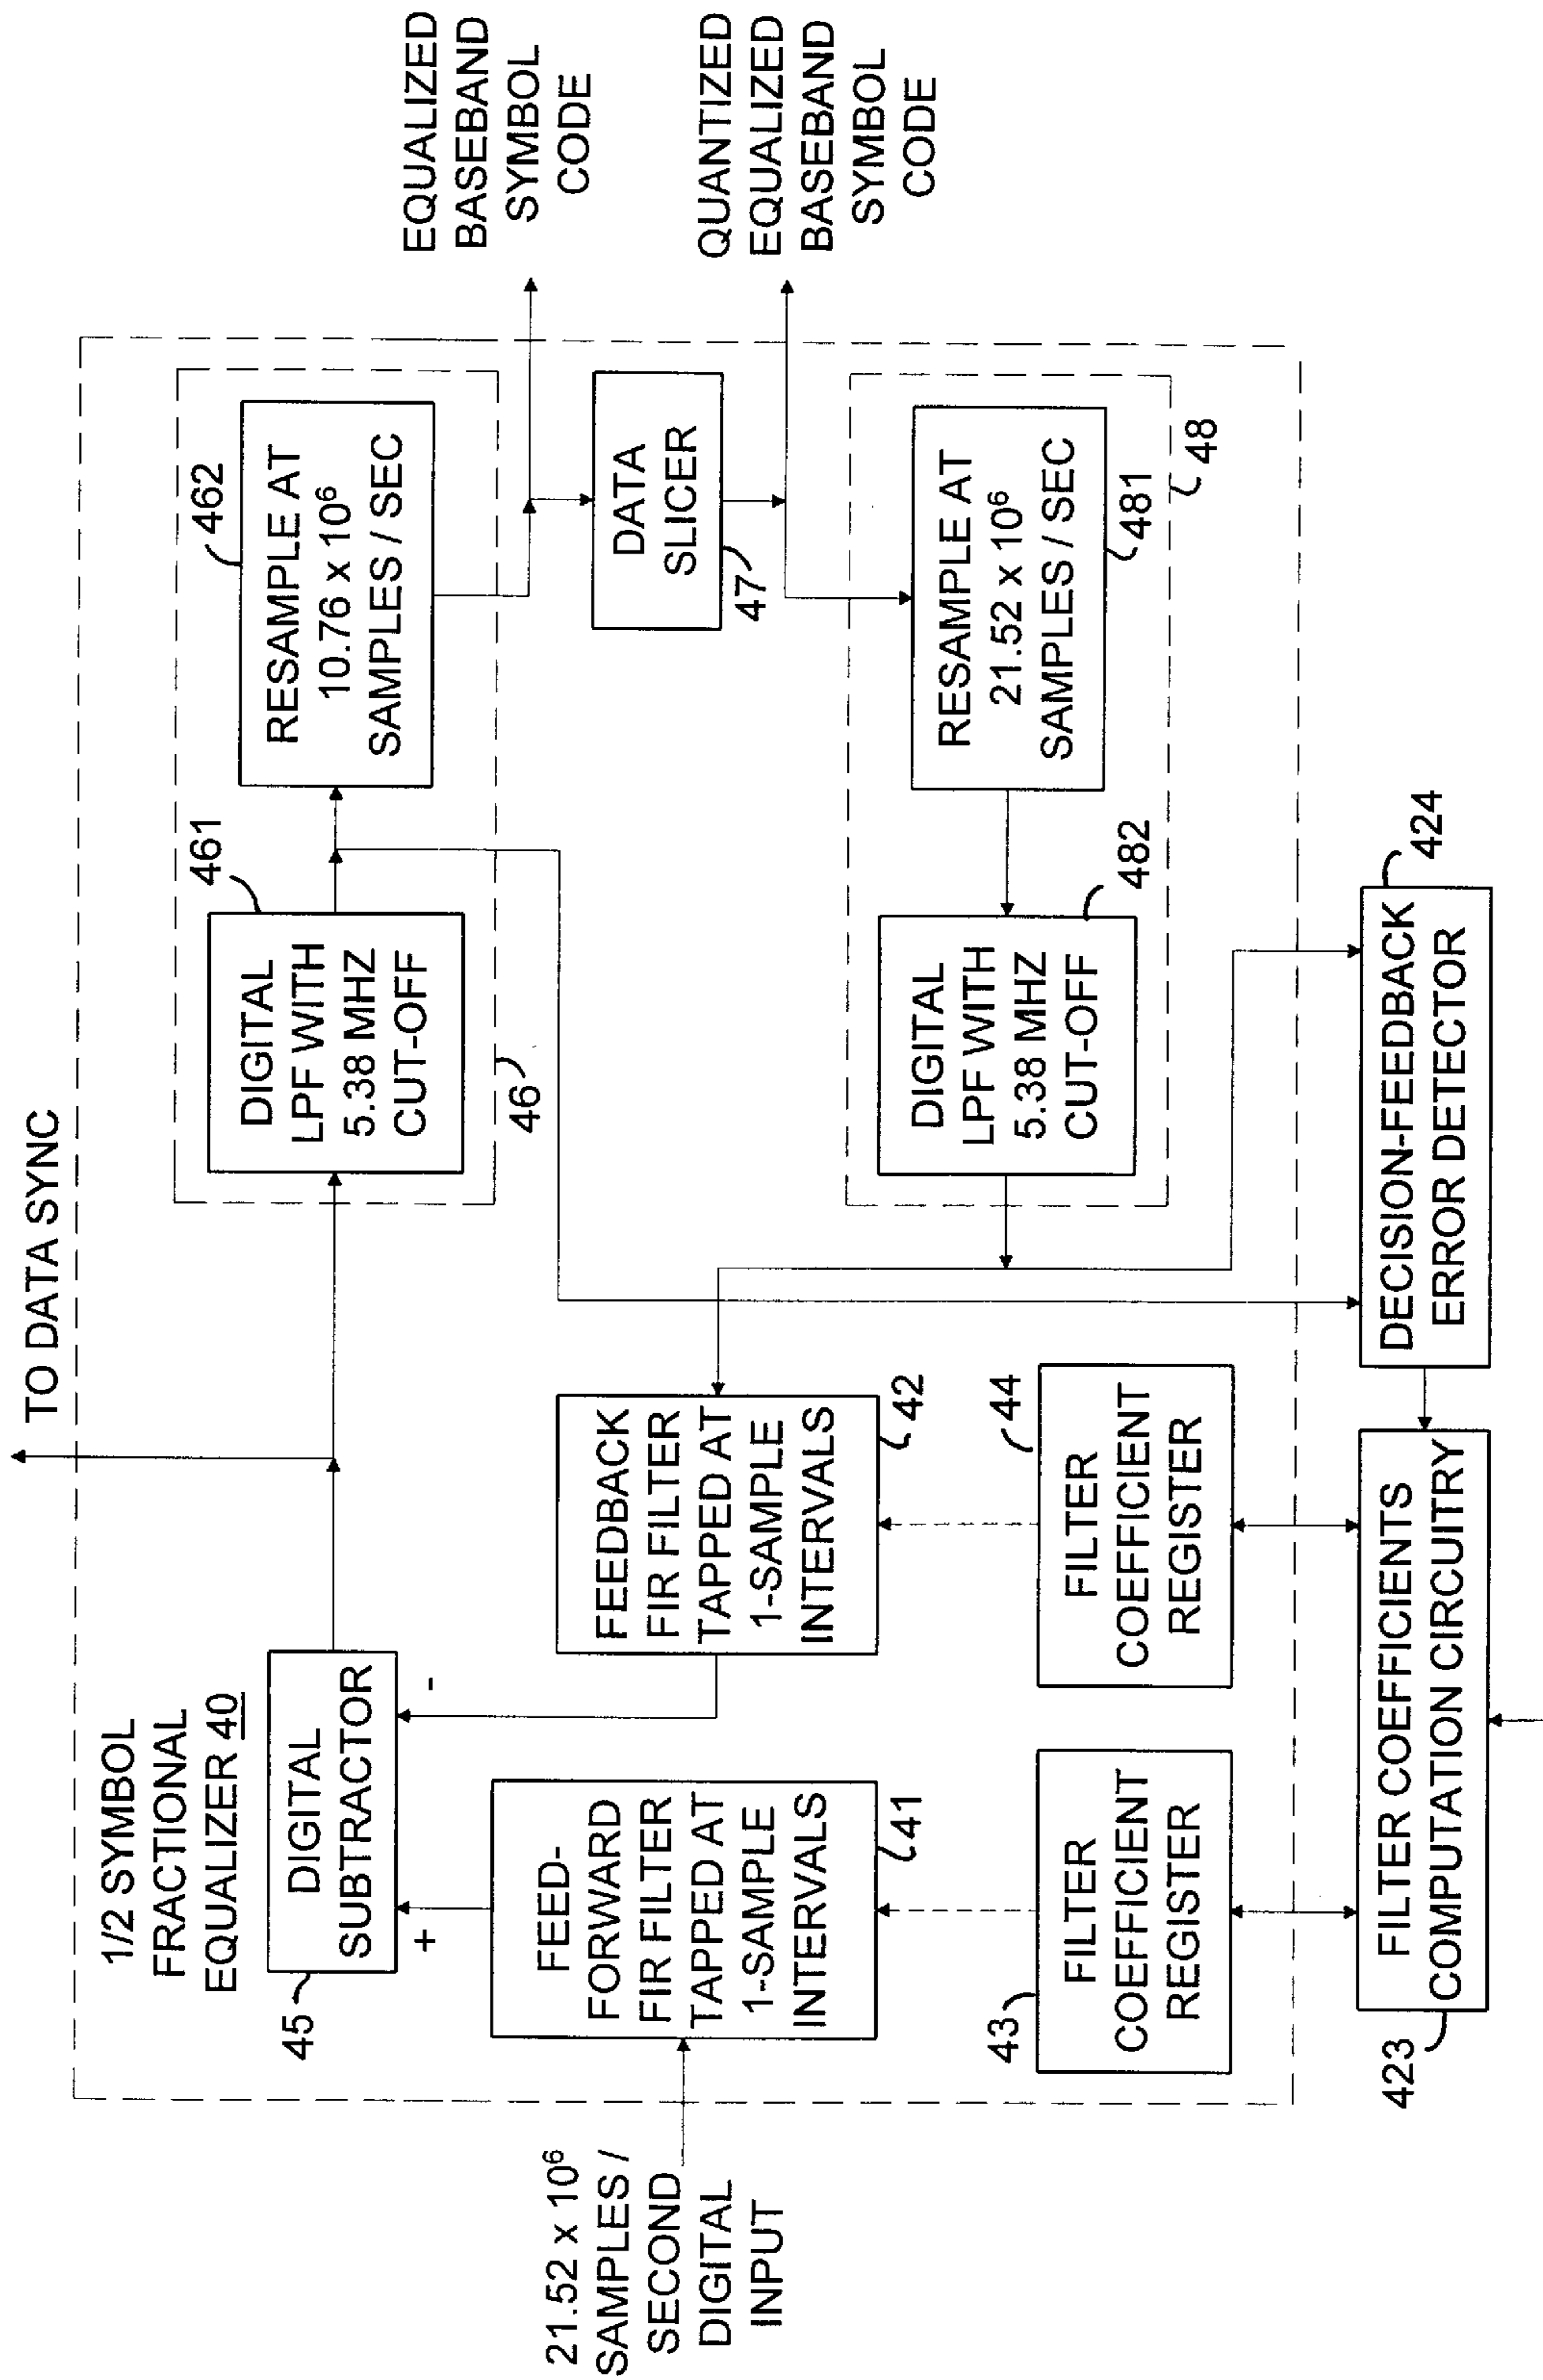 TO DATA SYNC
1/2 SYMBOL
FRACTIONAL
EQUALIZER 40
45
DIGITAL
SUBTRACTOR
+
-
461
DIGITAL
LPF WITH
5.38 MHZ
CUT-OFF
462
RESAMPLE AT
10.76 x 10⁶
SAMPLES / SEC
46
EQUALIZED
BASEBAND
SYMBOL
CODE
21.52 x 10⁶
SAMPLES /
SECOND
DIGITAL
INPUT
FEED-
FORWARD
FIR FILTER
TAPPED AT
1-SAMPLE
INTERVALS
41
FEEDBACK
FIR FILTER
TAPPED AT
1-SAMPLE
INTERVALS
42
DATA
SLICER
47
QUANTIZED
EQUALIZED
BASEBAND
SYMBOL
CODE
43
FILTER
COEFFICIENT
REGISTER
44
FILTER
COEFFICIENT
REGISTER
DIGITAL
LPF WITH
5.38 MHZ
CUT-OFF
482
RESAMPLE AT
21.52 x 10⁶
SAMPLES / SEC
481
48
423
FILTER COEFFICIENTS
COMPUTATION CIRCUITRY
DECISION-FEEDBACK
ERROR DETECTOR
424